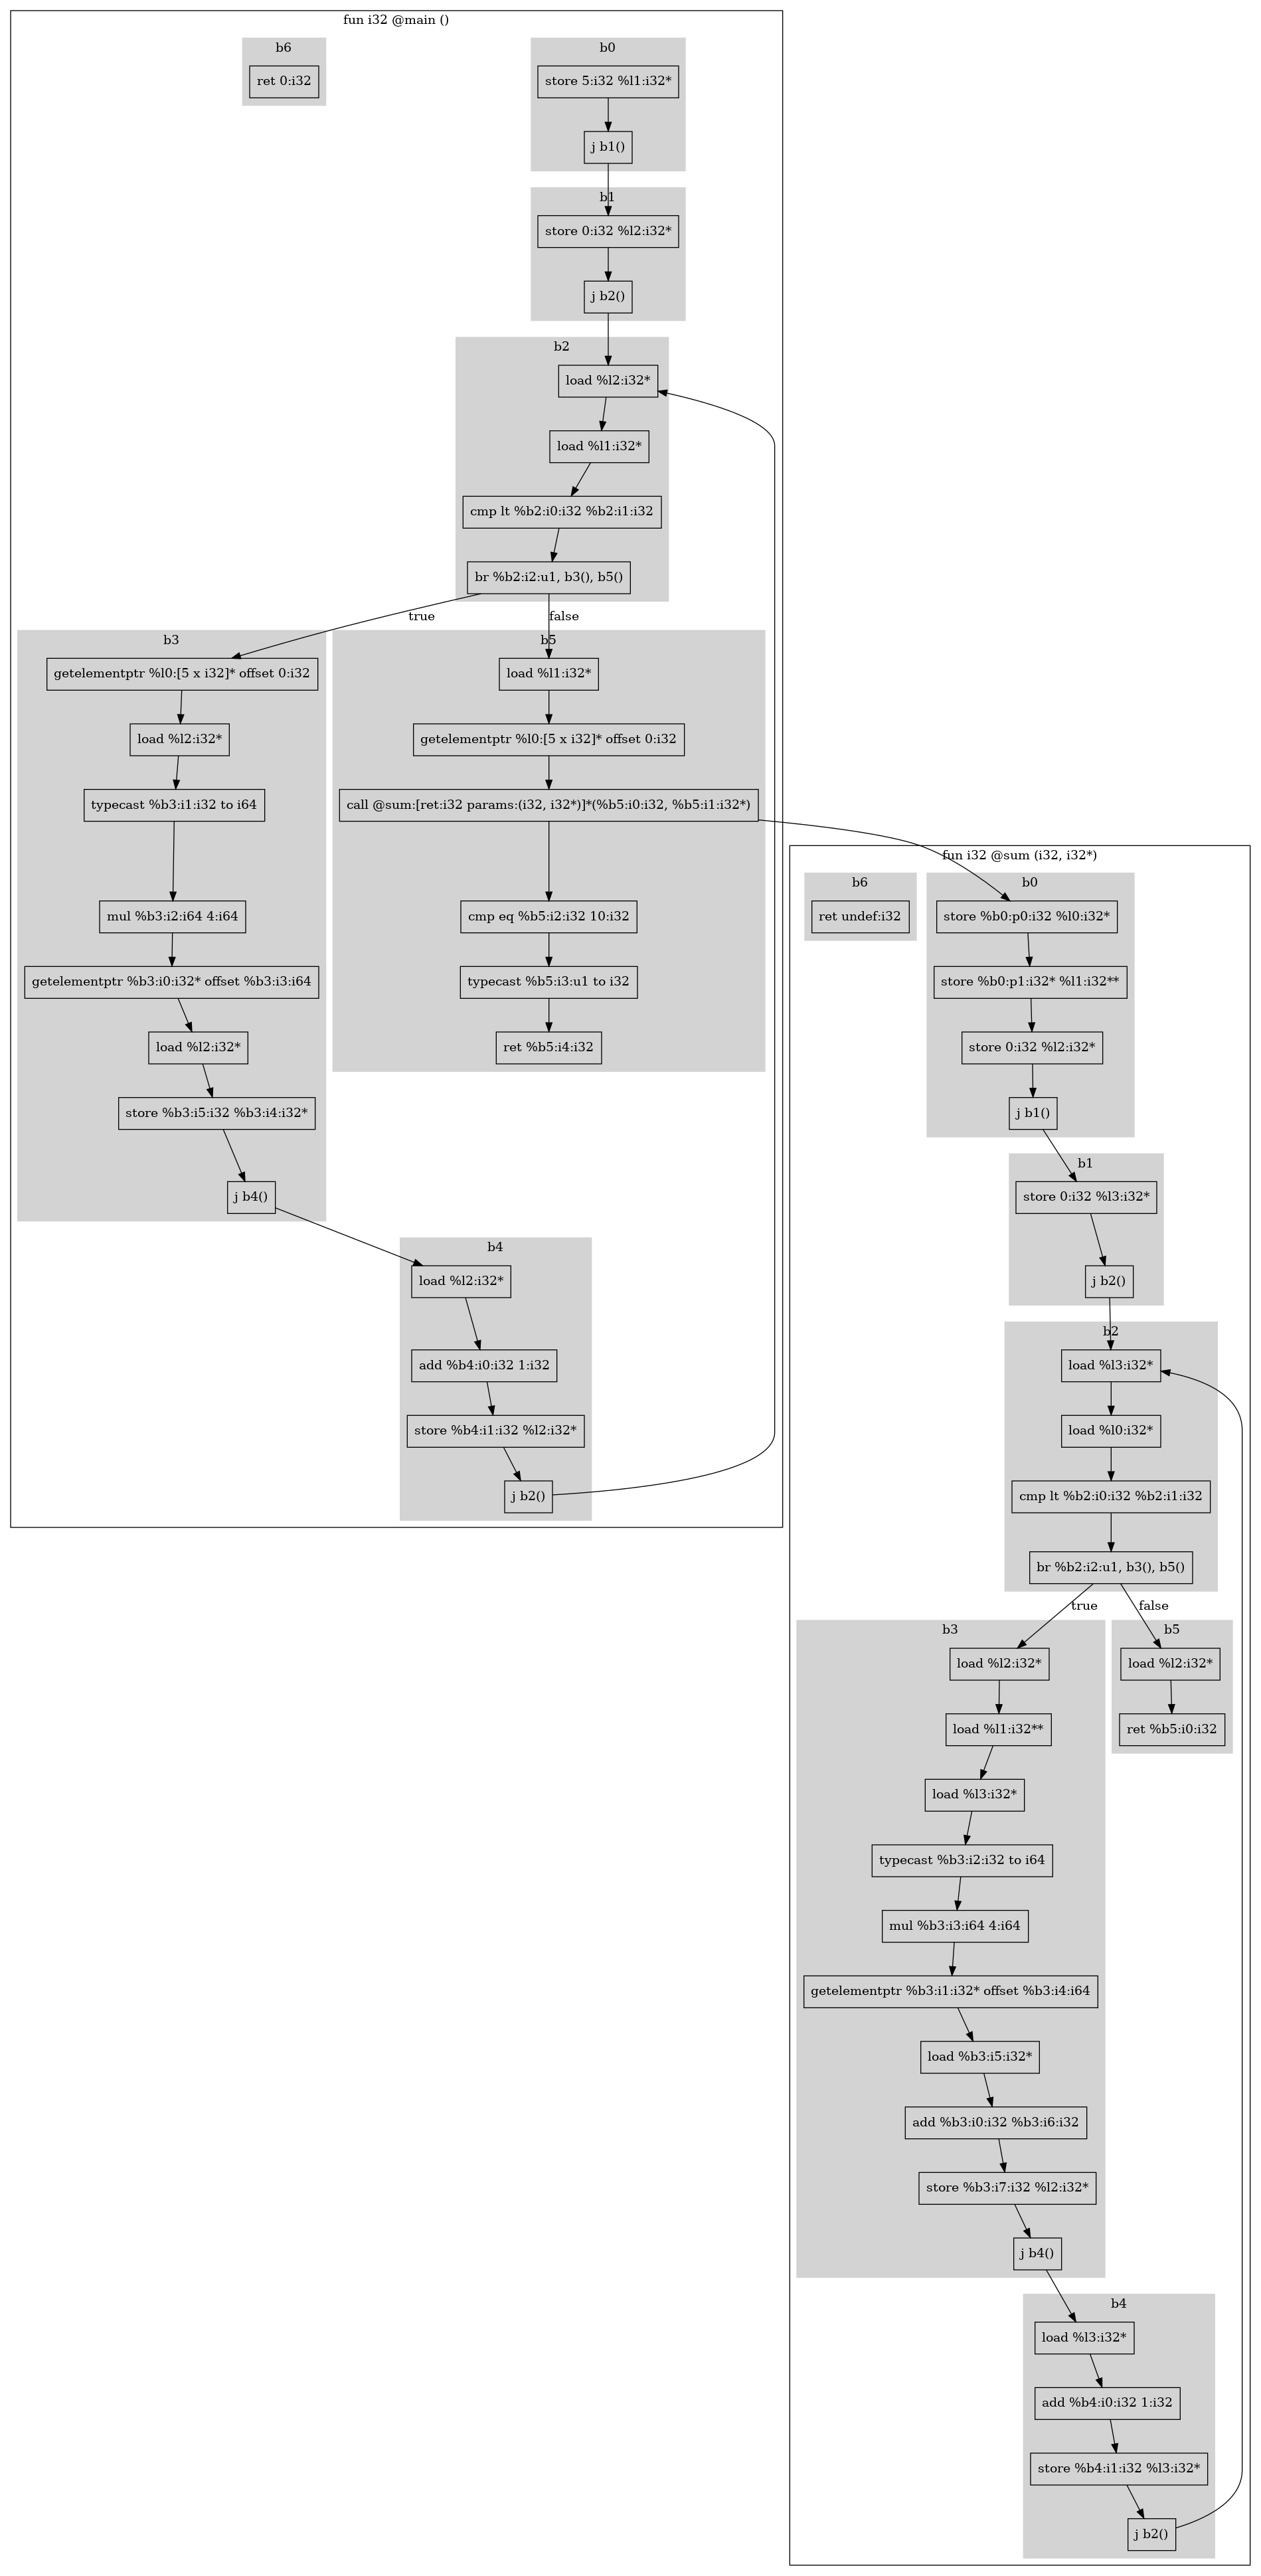 fun i32 @main ()
b6
ret 0:i32
b0
store 5:i32 %l1:i32*
j b1()
b1
store 0:i32 %l2:i32*
j b2()
b2
load %l2:i32*
load %l1:i32*
cmp lt %b2:i0:i32 %b2:i1:i32
br %b2:i2:u1, b3(), b5()
true
false
b3
getelementptr %l0:[5 x i32]* offset 0:i32
load %l2:i32*
typecast %b3:i1:i32 to i64
mul %b3:i2:i64 4:i64
getelementptr %b3:i0:i32* offset %b3:i3:i64
load %l2:i32*
store %b3:i5:i32 %b3:i4:i32*
j b4()
b5
load %l1:i32*
getelementptr %l0:[5 x i32]* offset 0:i32
call @sum:[ret:i32 params:(i32, i32*)]*(%b5:i0:i32, %b5:i1:i32*)
cmp eq %b5:i2:i32 10:i32
typecast %b5:i3:u1 to i32
ret %b5:i4:i32
b4
load %l2:i32*
add %b4:i0:i32 1:i32
store %b4:i1:i32 %l2:i32*
j b2()
fun i32 @sum (i32, i32*)
b6
ret undef:i32
b0
store %b0:p0:i32 %l0:i32*
store %b0:p1:i32* %l1:i32**
store 0:i32 %l2:i32*
j b1()
b1
store 0:i32 %l3:i32*
j b2()
b2
load %l3:i32*
load %l0:i32*
cmp lt %b2:i0:i32 %b2:i1:i32
br %b2:i2:u1, b3(), b5()
true
false
b3
load %l2:i32*
load %l1:i32**
load %l3:i32*
typecast %b3:i2:i32 to i64
mul %b3:i3:i64 4:i64
getelementptr %b3:i1:i32* offset %b3:i4:i64
load %b3:i5:i32*
add %b3:i0:i32 %b3:i6:i32
store %b3:i7:i32 %l2:i32*
j b4()
b5
load %l2:i32*
ret %b5:i0:i32
b4
load %l3:i32*
add %b4:i0:i32 1:i32
store %b4:i1:i32 %l3:i32*
j b2()